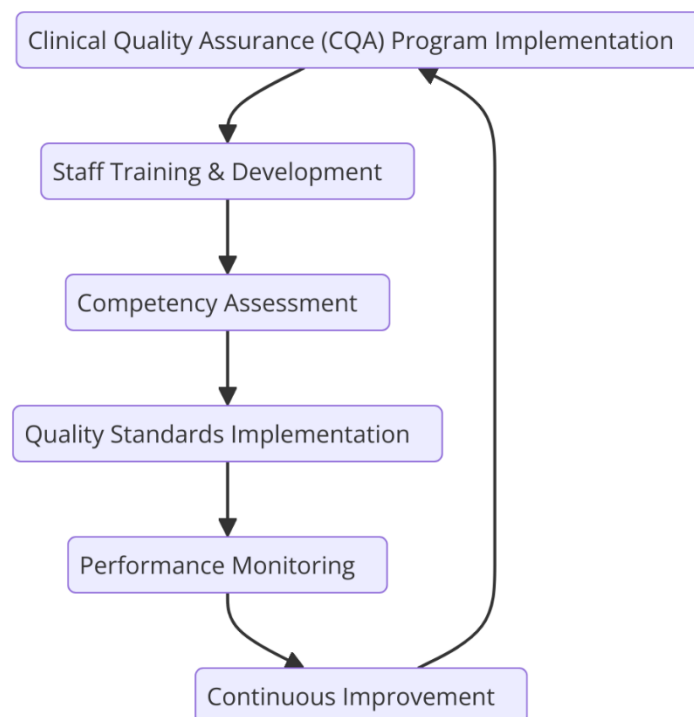 Clinical Quality Assurance (CQA) Program Implementation
Staff Training & Development
Competency Assessment
Quality Standards Implementation
Performance Monitoring
Continuous Improvement